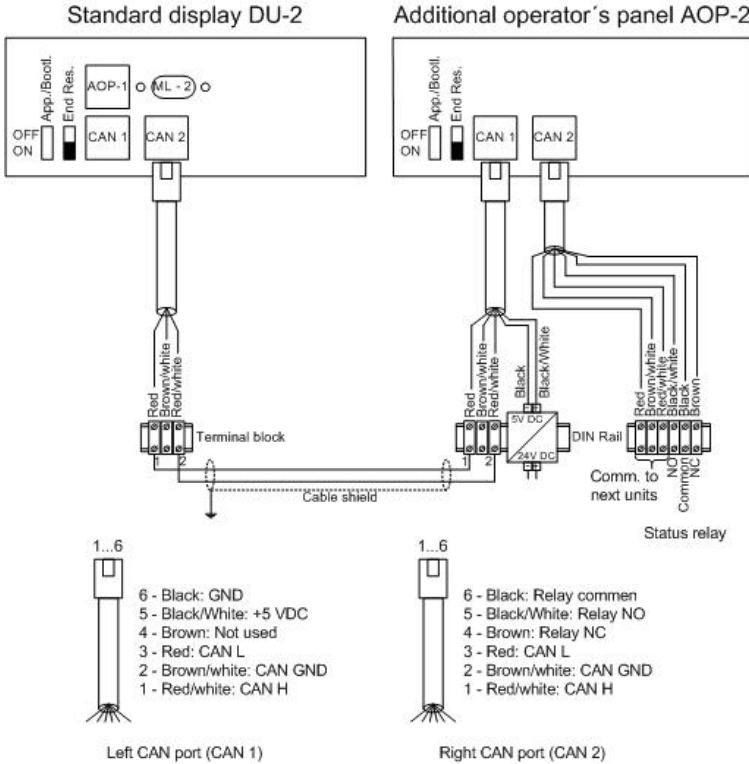 Standard display DU-2
Additional operator´s panel AOP-2
App./Bootl.
End Res.
AOP-1
ML - 2
OFF
ON
CAN 1
CAN 2
App./Bootl.
End Res.
OFF
ON
CAN 1
CAN 2
Red
Brown/white
Red/white
Terminal block
1
2
Cable shield
Red
Brown/white
Red/white
Black
Black/White
1
2
5V DC
24V DC
DIN Rail
Red
Brown/white
Red/white
Black/white
Black
Brown
Comm. to
next units
NO
Common
NC
Status relay
1...6
6 - Black: GND
5 - Black/White: +5 VDC
4 - Brown: Not used
3 - Red: CAN L
2 - Brown/white: CAN GND
1 - Red/white: CAN H
Left CAN port (CAN 1)
1...6
6 - Black: Relay commen
5 - Black/White: Relay NO
4 - Brown: Relay NC
3 - Red: CAN L
2 - Brown/white: CAN GND
1 - Red/white: CAN H
Right CAN port (CAN 2)